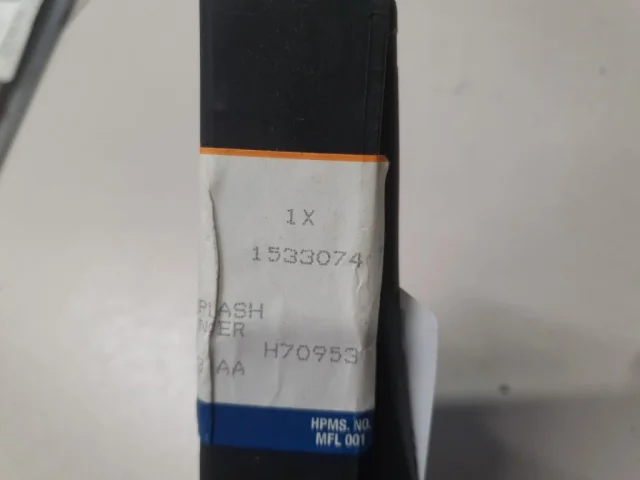 1X
1533074
PLASH
NGER
H70953
AA
HPMS. NO.
MFL 001